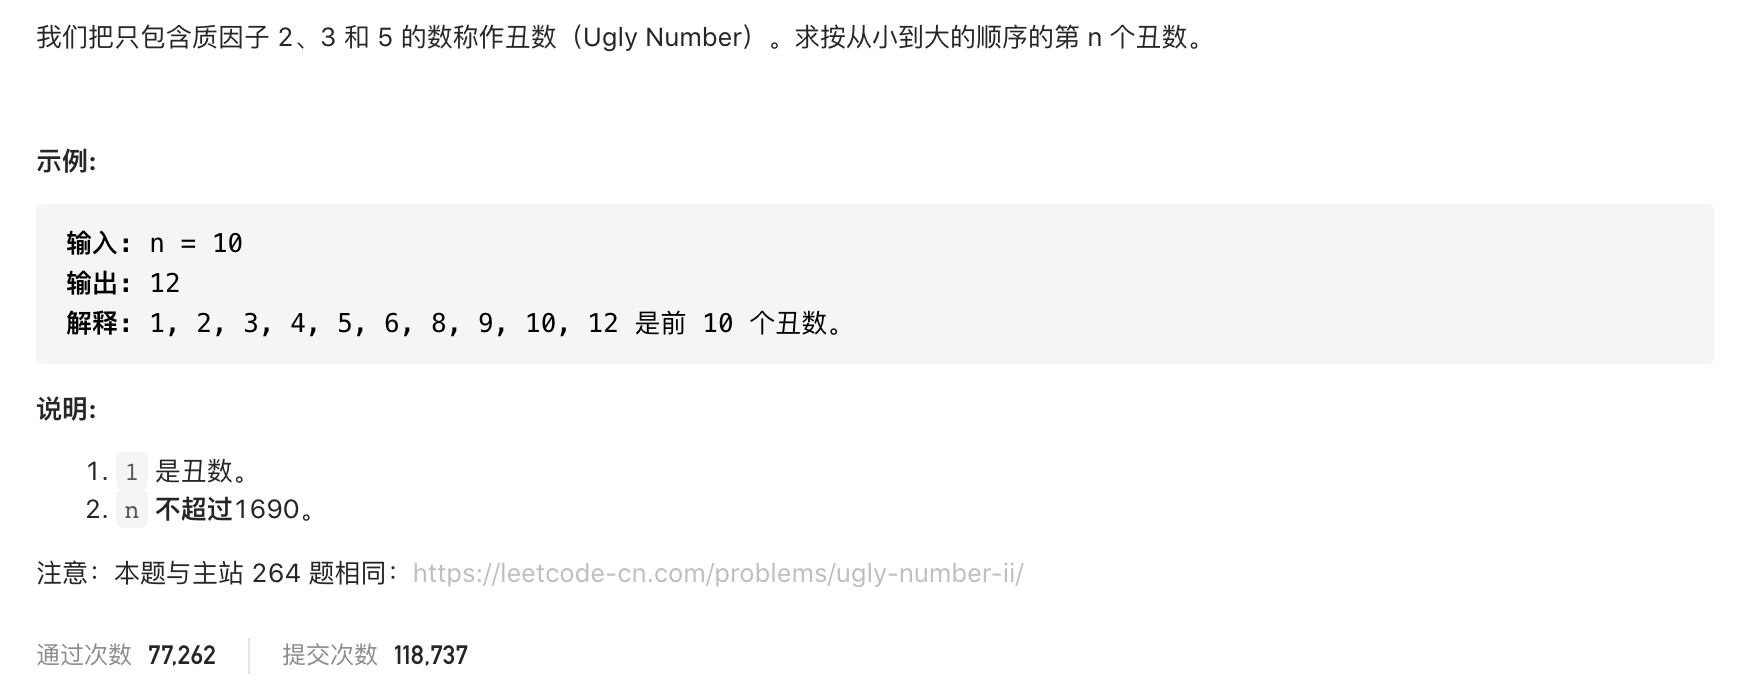 我们把只包含质因子 2、3 和 5 的数称作丑数（Ugly Number）。求按从小到大的顺序的第 n 个丑数。
示例:
输入: n = 10
输出: 12
解释: 1, 2, 3, 4, 5, 6, 8, 9, 10, 12 是前 10 个丑数。
说明:
1. 1 是丑数。
2. n 不超过1690。
注意：本题与主站 264 题相同：https://leetcode-cn.com/problems/ugly-number-ii/
通过次数 77,262 提交次数 118,737